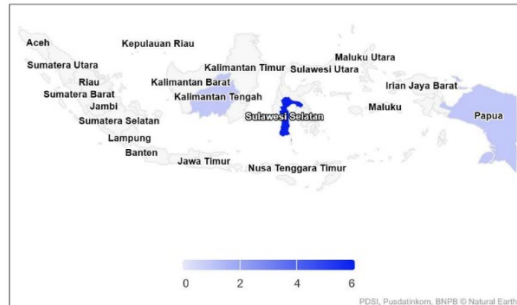 Aceh
Kepulauan Riau
Maluku Utara
Sumatera Utara
Kalimantan Timur
Sulawesi Utara
Riau
Kalimantan Barat
Irian Jaya Barat
Sumatera Barat
Kalimantan Tengah
Jambi
Maluku
Papua
Sulawesi Selatan
Sumatera Selatan
Lampung
Banten
Jawa Timur
Nusa Tenggara Timur
0 2 4 6
PDSI, Pusdatinkom, BNPB © Natural Earth